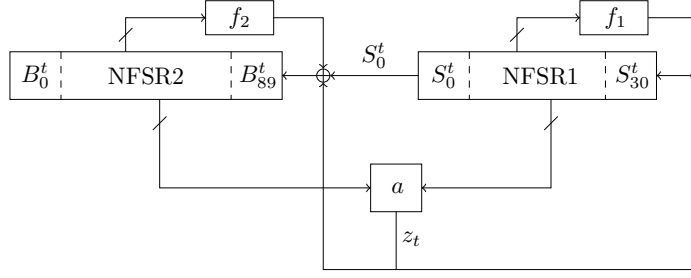 f₂
f₁
S₀ᵗ
B₀ᵗ NFSR2 B₈₉ᵗ
S₀ᵗ NFSR1 S₃₀ᵗ
a
zₜ